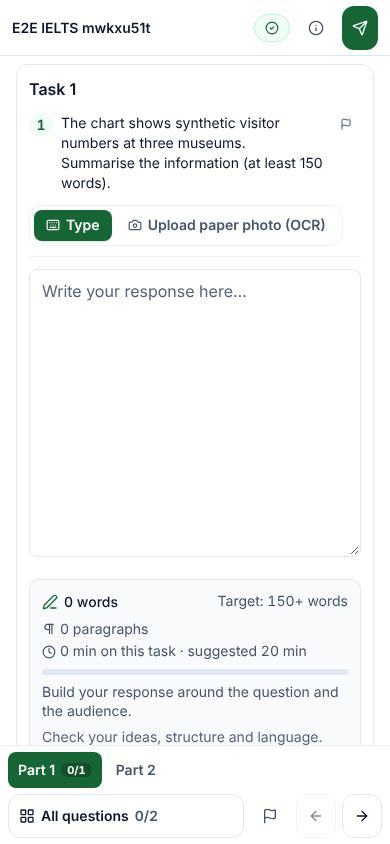 E2E IELTS mwkxu51t
Task 1
1 The chart shows synthetic visitor
numbers at three museums.
Summarise the information (at least 150
words).
Type Upload paper photo (OCR)
Write your response here...
0 words Target: 150+ words
0 paragraphs
0 min on this task · suggested 20 min
Build your response around the question and
the audience.
Check your ideas, structure and language.
Part 1 0/1 Part 2
All questions 0/2